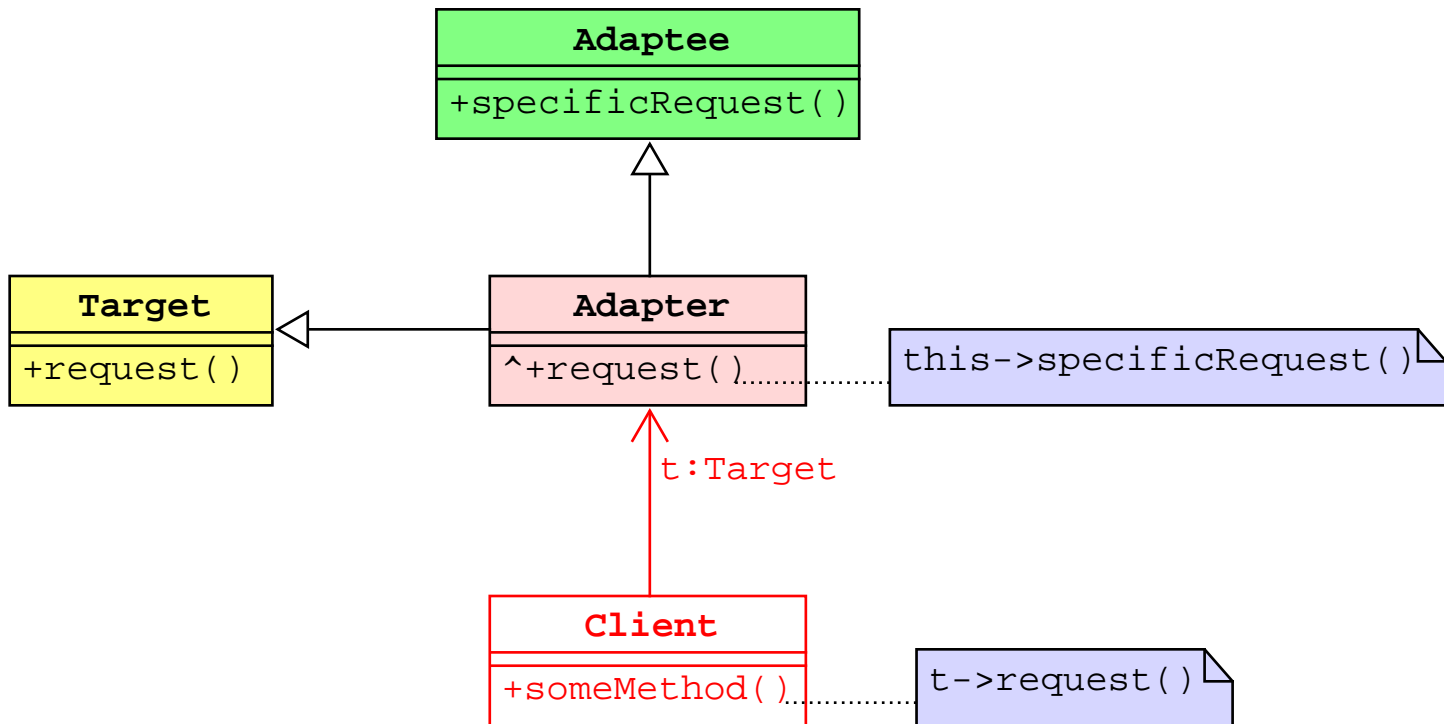 Adaptee
+specificRequest()
Target
+request()
Adapter
^+request()
this->specificRequest()
t:Target
Client
+someMethod()
t->request()